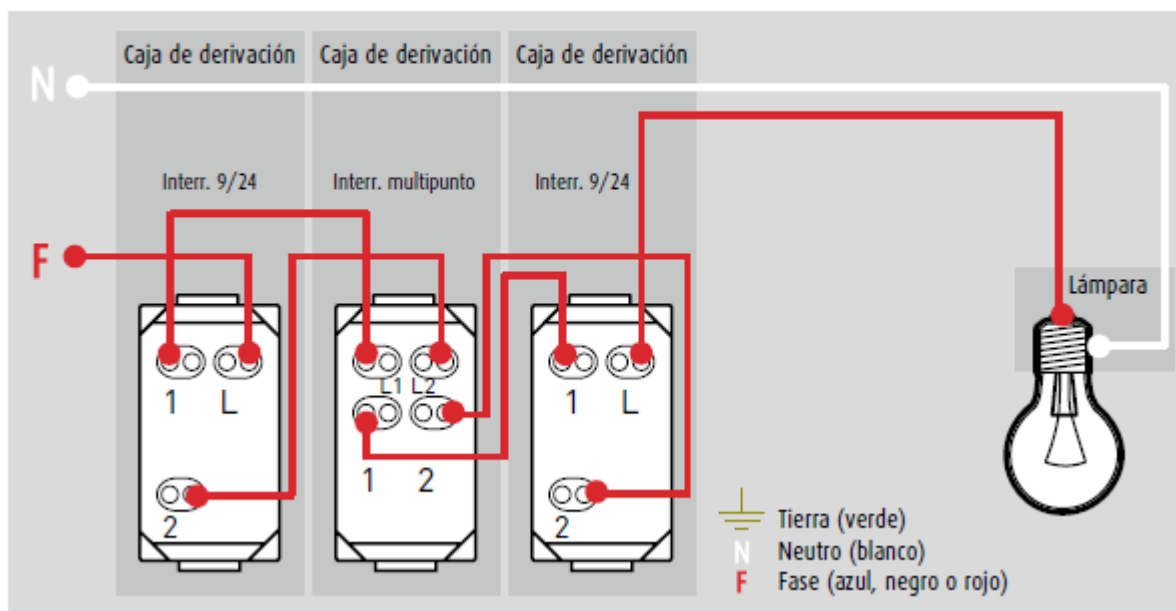 Caja de derivación Caja de derivación Caja de derivación
N
Interr. 9/24 Interr. multipunto Interr. 9/24
F
Lámpara
1 L L1 L2 1 L
1 2
2 2
Tierra (verde)
N Neutro (blanco)
F Fase (azul, negro o rojo)